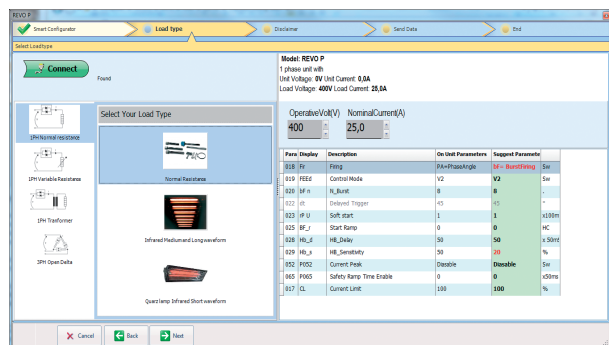 REVO P
Smart Configurator
Load type
Disclaimer
Send Data
End
Select Loadtype
Connect
Found
Model: REVO P
1 phase unit with
Unit Voltage: 0V Unit Current: 0,0A
Load Voltage: 400V Load Current 25,0A
1PH Normal resistance
1PH Variable Resistance
1PH Tranformer
3PH Open Delta
Select Your Load Type
Normal Resistance
Infrared Medium and Long waveform
Quarz lamp Infrared Short waveform
OperativeVolt(V) NominalCurrent(A)
400 25,0
Para Display Description On Unit Parameters Suggest Paramete
018 Fir Firing PA=PhaseAngle bF= BurstFiring Sw
019 FEEd Control Mode V2 V2 Sw
020 bF n N_Burst 8 8 .
022 dt Delayed Trigger 45 45 °
023 rP U Soft start 1 1 x100m
025 BF_r Start Ramp 0 0 HC
028 Hb_d HB_Delay 50 50 x 50mS
029 Hb_s HB_Sensitivity 50 20 %
052 P052 Current Peak Diasable Diasable Sw
065 P065 Safety Ramp Time Enable 0 0 x50ms
017 CL Current Limit 100 100 %
Cancel Back Next